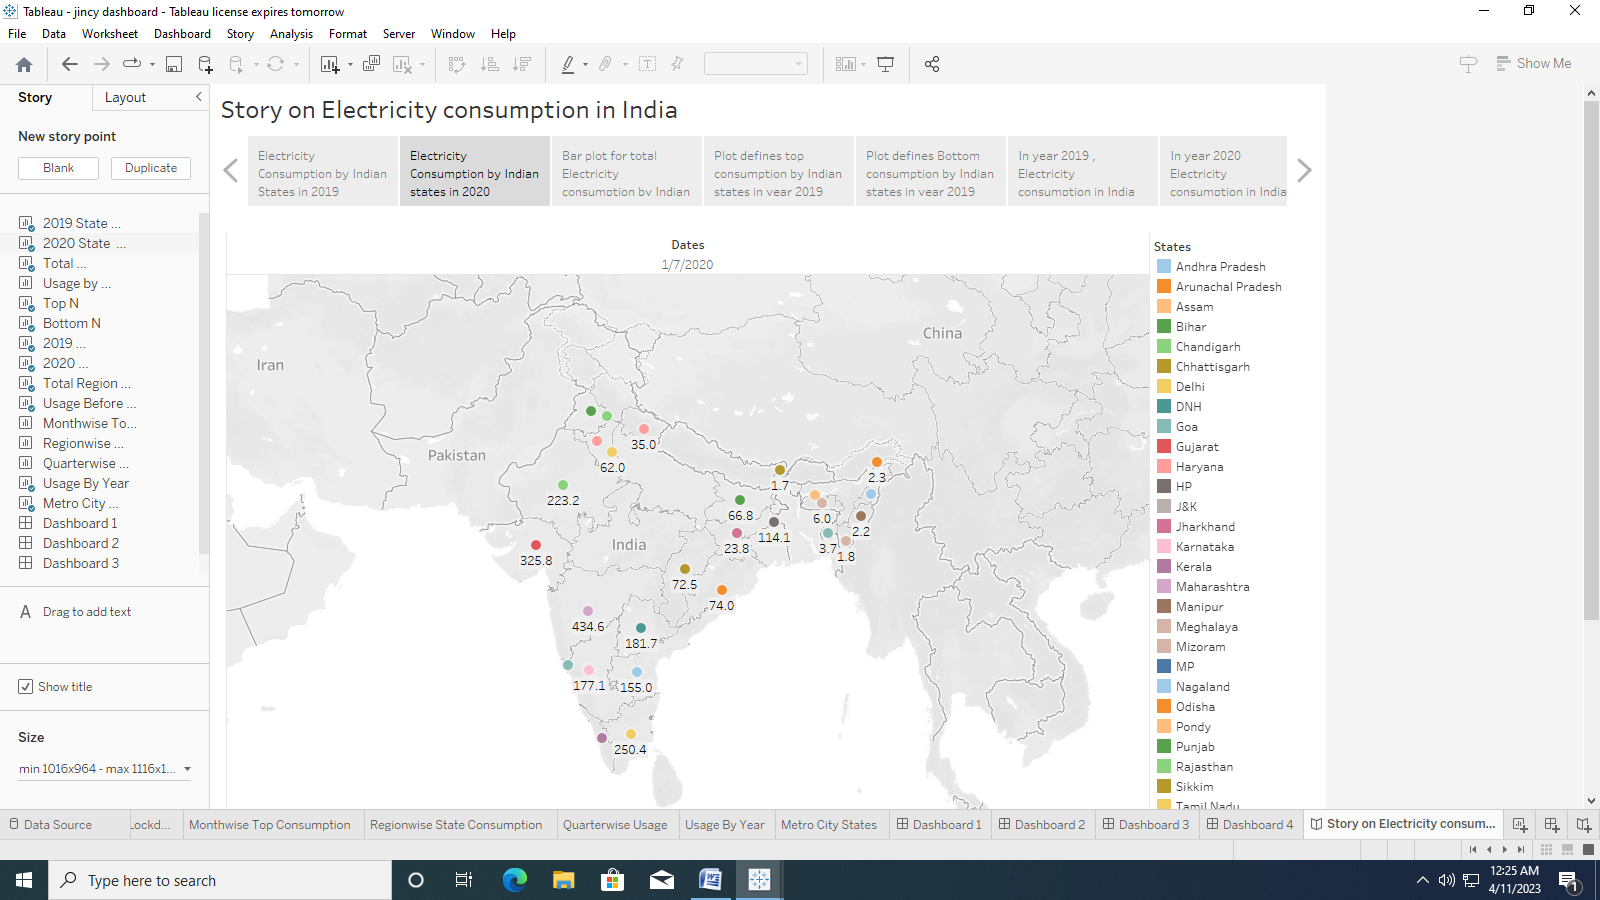 Tableau - jincy dashboard - Tableau license expires tomorrow
File Data Worksheet Dashboard Story Analysis Format Server Window Help
Show Me
Story Layout
New story point
Blank Duplicate
2019 State ...
2020 State ...
Total ...
Usage by ...
Top N
Bottom N
2019 ...
2020 ...
Total Region ...
Usage Before ...
Monthwise To...
Regionwise ...
Quarterwise ...
Usage By Year
Metro City ...
Dashboard 1
Dashboard 2
Dashboard 3
A Drag to add text
Show title
Size
min 1016x964 - max 1116x1...
Story on Electricity consumption in India
Electricity
Consumption by Indian
States in 2019
Electricity
Consumption by Indian
states in 2020
Bar plot for total
Electricity
consumption by Indian
Plot defines top
consumption by Indian
states in year 2019
Plot defines Bottom
consumption by Indian
states in year 2019
In year 2019 ,
Electricity
consumption in India
In year 2020
Electricity
consumption in India
Dates
1/7/2020
China
Iran
Pakistan
India
35.0
62.0
223.2
325.8
434.6
177.1
181.7
155.0
250.4
72.5
74.0
66.8
23.8
114.1
1.7
2.3
6.0
2.2
3.7
1.8
States
Andhra Pradesh
Arunachal Pradesh
Assam
Bihar
Chandigarh
Chhattisgarh
Delhi
DNH
Goa
Gujarat
Haryana
HP
J&K
Jharkhand
Karnataka
Kerala
Maharashtra
Manipur
Meghalaya
Mizoram
MP
Nagaland
Odisha
Pondy
Punjab
Rajasthan
Sikkim
Tamil Nadu
Data Source Lockd... Monthwise Top Consumption Regionwise State Consumption Quarterwise Usage Usage By Year Metro City States Dashboard 1 Dashboard 2 Dashboard 3 Dashboard 4 Story on Electricity consum...
Type here to search
12:25 AM
4/11/2023
1